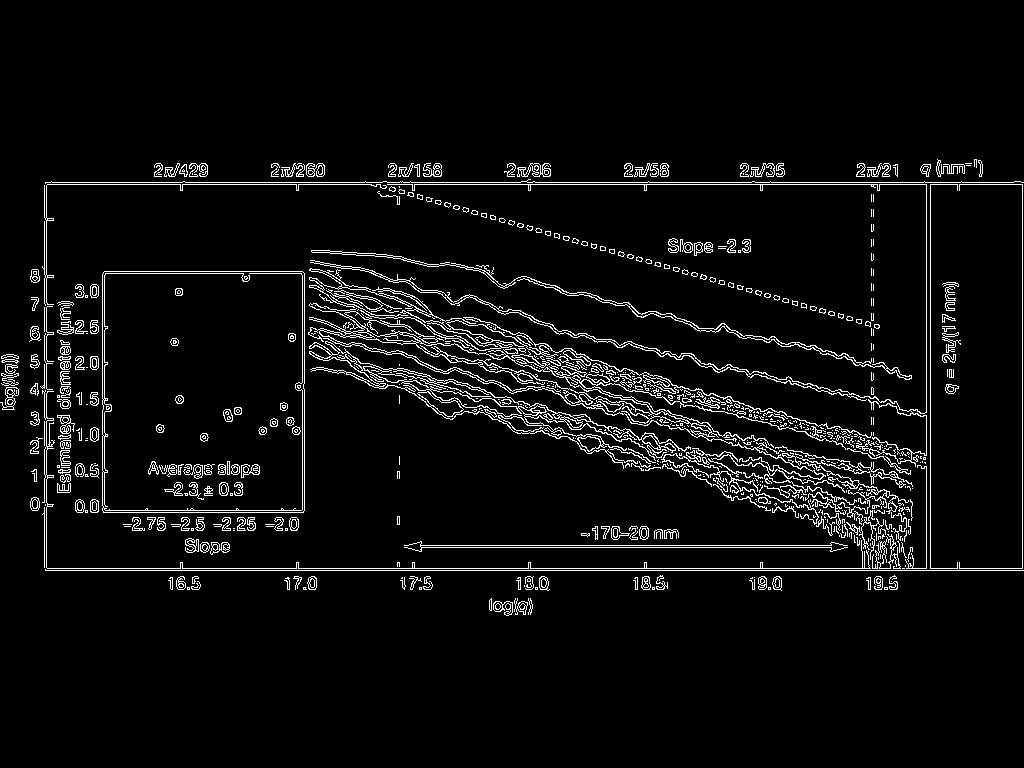 2π/429 2π/260 2π/158 2π/96 2π/58 2π/35 2π/21 q (nm⁻¹)
Slope −2.3
8
7
6
5
4
3
2
1
0
log(I(q))
3.0
2.5
2.0
1.5
1.0
0.5
0.0
Estimated diameter (μm)
Average slope
−2.3 ± 0.3
−2.75 −2.5 −2.25 −2.0
Slope
q = 2π/(17 nm)
~170–20 nm
16.5 17.0 17.5 18.0 18.5 19.0 19.5
log(q)